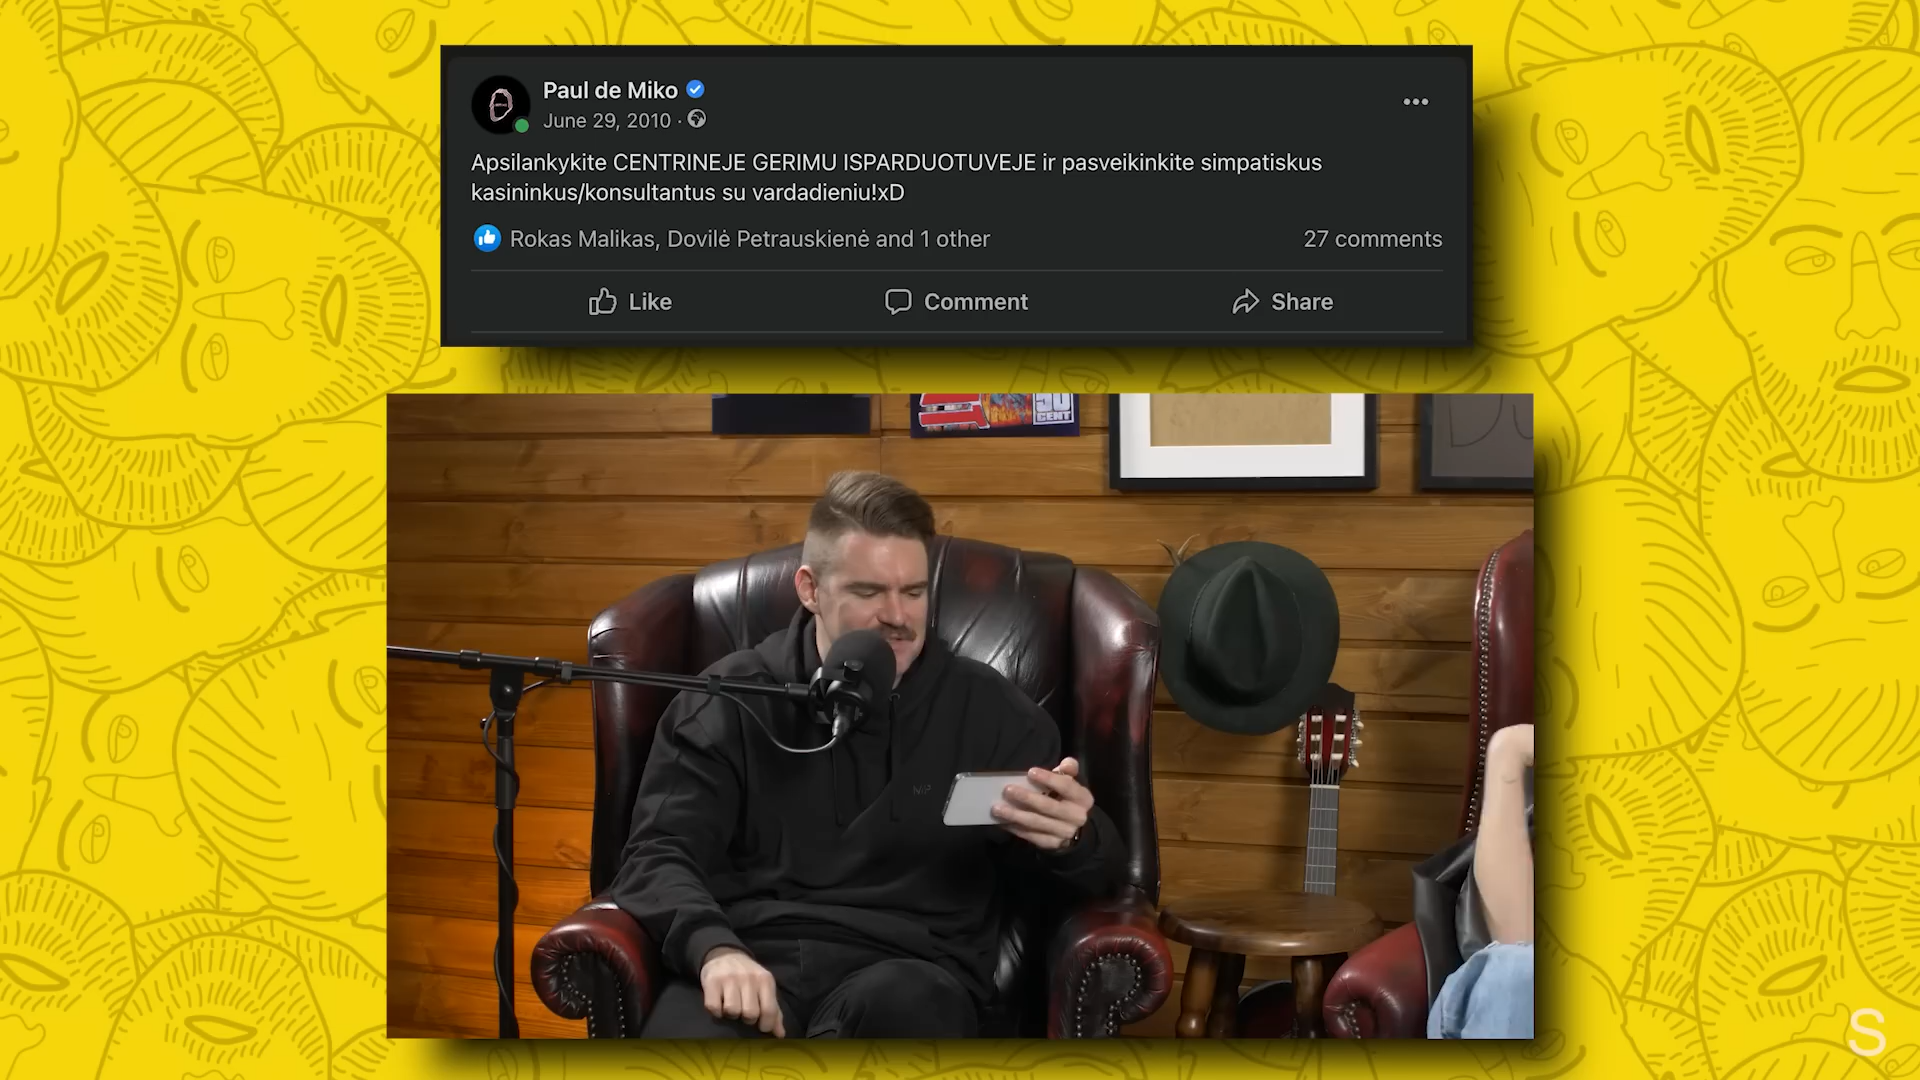 Paul de Miko
June 29, 2010 ·
Apsilankykite CENTRINEJE GERIMU ISPARDUOTUVEJE ir pasveikinkite simpatiskus
kasininkus/konsultantus su vardadieniu!xD
Rokas Malikas, Dovilė Petrauskienė and 1 other
27 comments
Like
Comment
Share
50
CENT
S